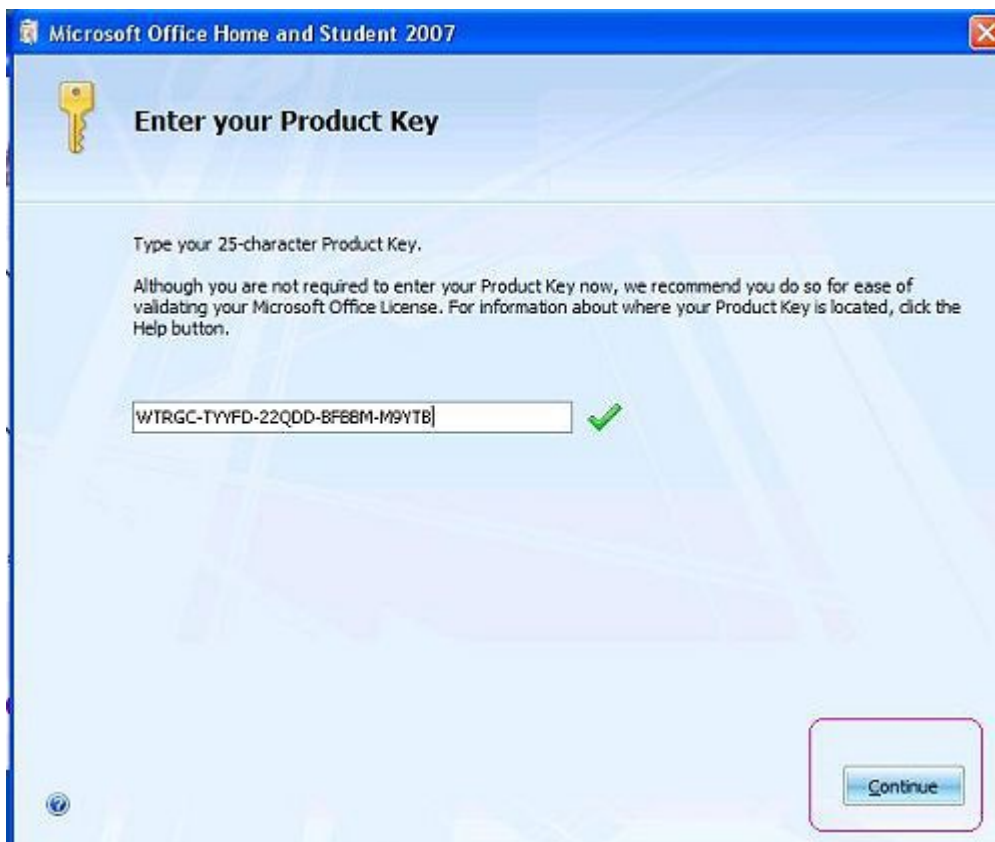 Microsoft Office Home and Student 2007
Enter your Product Key
Type your 25-character Product Key.
Although you are not required to enter your Product Key now, we recommend you do so for ease of
validating your Microsoft Office License. For information about where your Product Key is located, click the
Help button.
WTRGC-TYYFD-22QDD-BFBBM-M9YTB
Continue